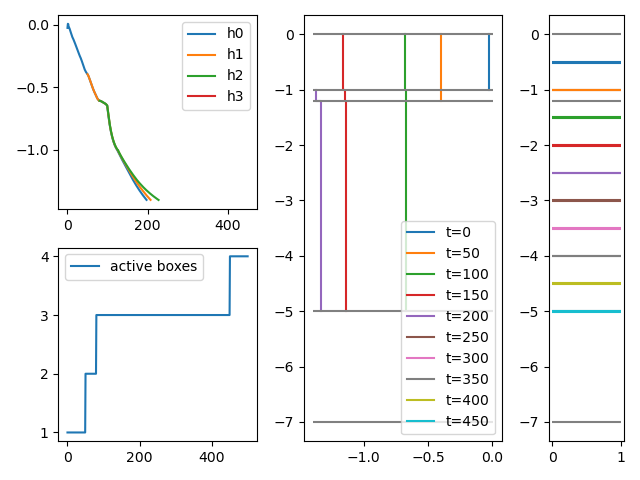 0.0
−0.5
−1.0
0
200
400
h0
h1
h2
h3
4
3
2
1
0
200
400
active boxes
0
−1
−2
−3
−4
−5
−6
−7
−1.0
−0.5
0.0
t=0
t=50
t=100
t=150
t=200
t=250
t=300
t=350
t=400
t=450
0
−1
−2
−3
−4
−5
−6
−7
0
1